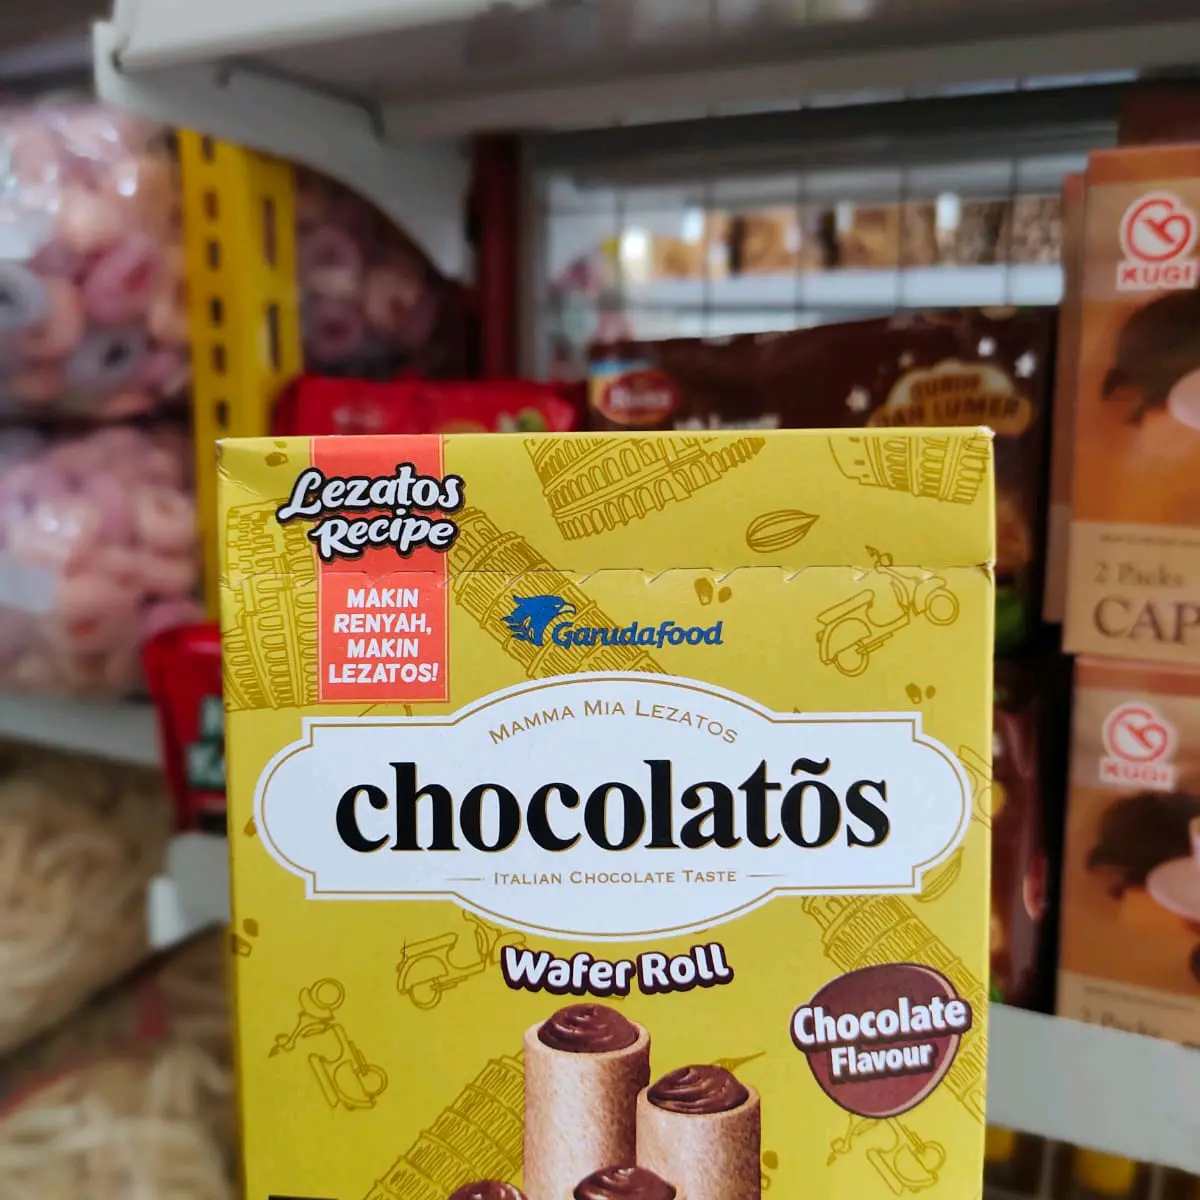 Lezatos
Recipe
MAKIN
RENYAH,
MAKIN
LEZATOS!
Garudafood
MAMMA MIA LEZATOS
chocolatõs
ITALIAN CHOCOLATE TASTE
Wafer Roll
Chocolate
Flavour
KUGI
2 Packs
CAP
KUGI